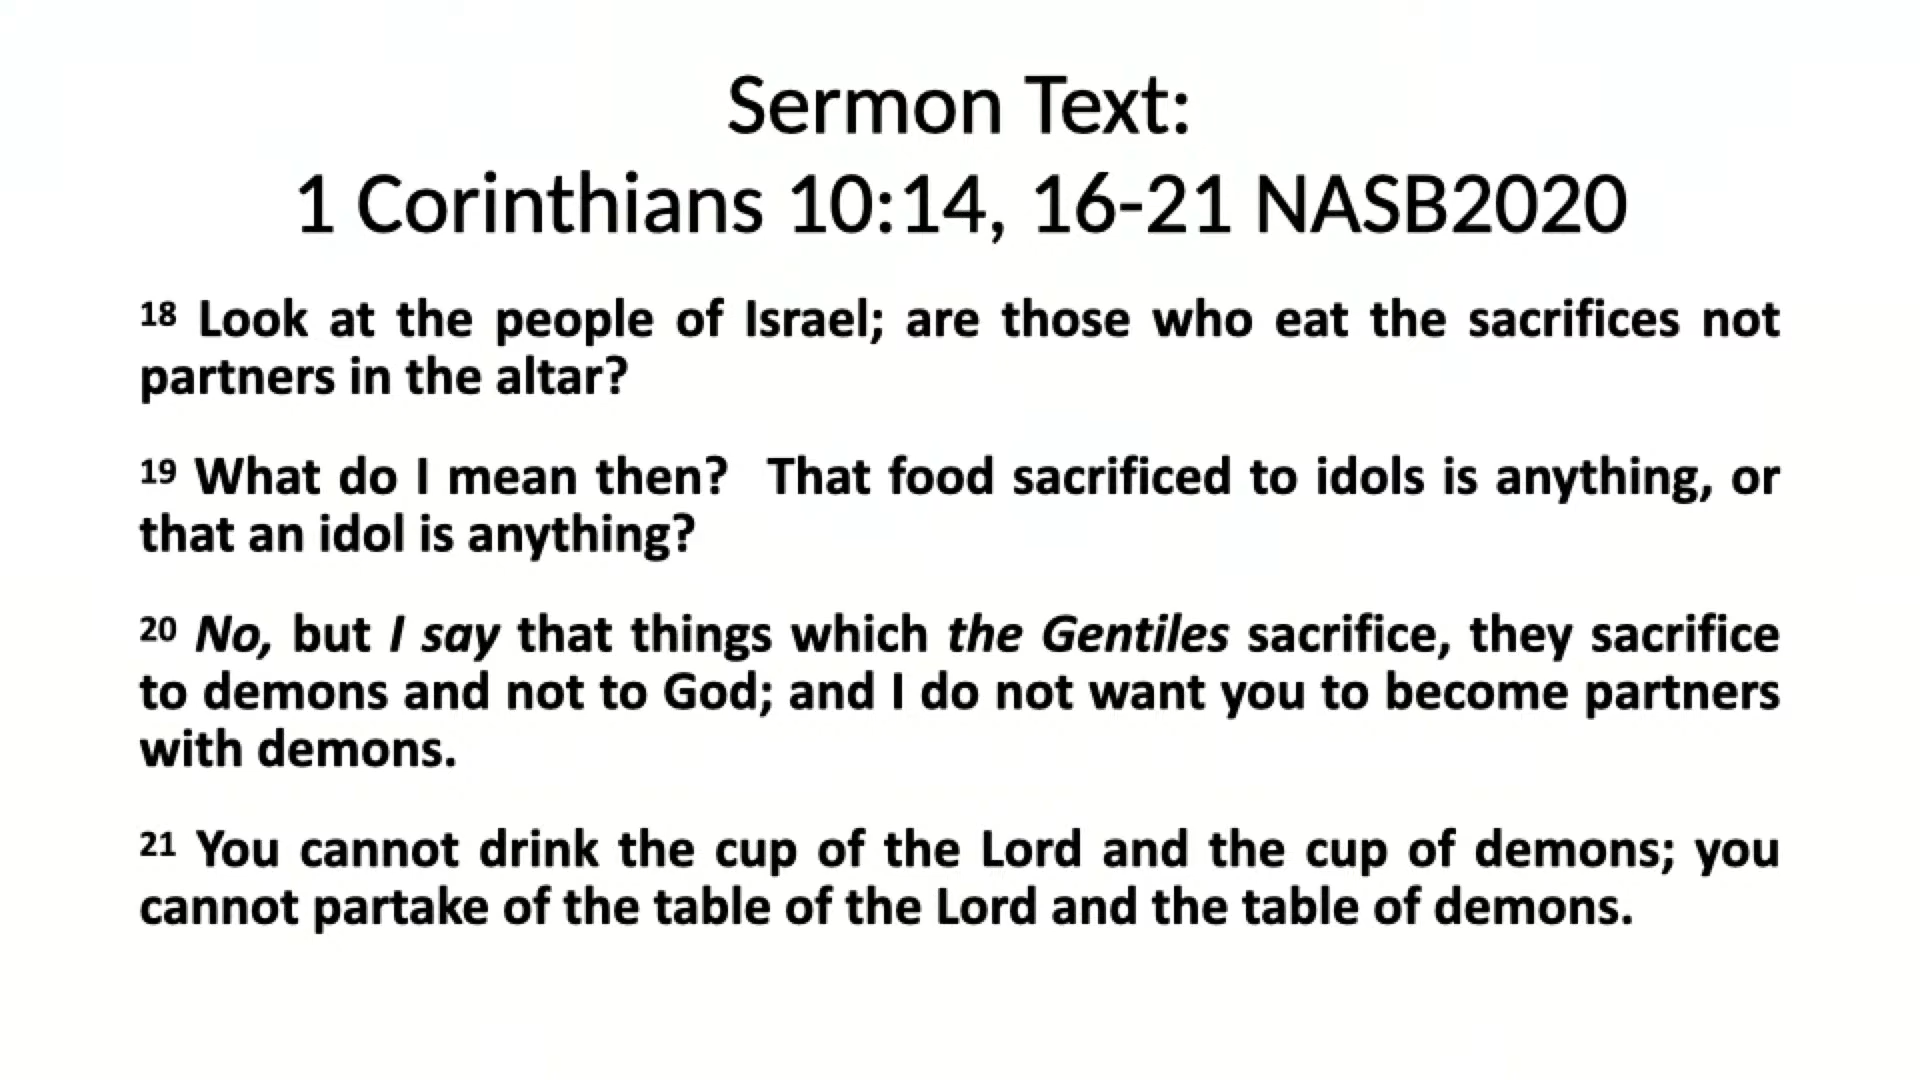 Sermon Text:
1 Corinthians 10:14, 16-21 NASB2020
18 Look at the people of Israel; are those who eat the sacrifices not
partners in the altar?
19 What do I mean then?  That food sacrificed to idols is anything, or
that an idol is anything?
20 No, but I say that things which the Gentiles sacrifice, they sacrifice
to demons and not to God; and I do not want you to become partners
with demons.
21 You cannot drink the cup of the Lord and the cup of demons; you
cannot partake of the table of the Lord and the table of demons.